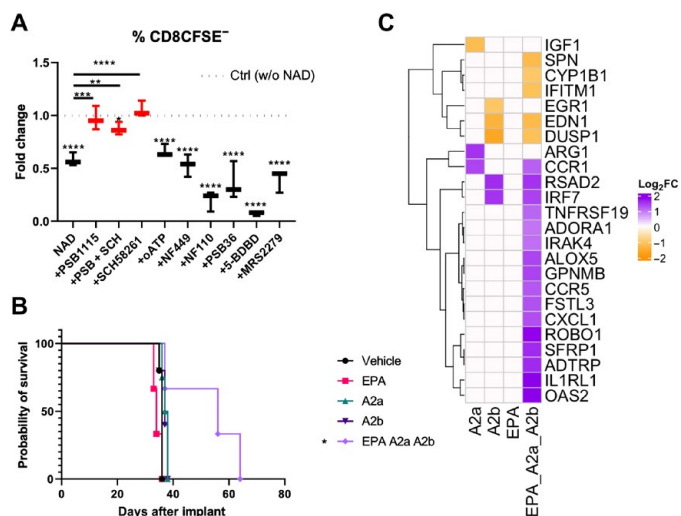 A
% CD8CFSE⁻
Fold change
1.5
1.0
0.5
0.0
Ctrl (w/o NAD)
****
**
***
*
****
****
****
****
****
****
****
NAD
+PSB1115
+PSB + SCH
+SCH58261
+oATP
+NF449
+NF110
+PSB36
+5-BDBD
+MRS2279
B
Probability of survival
100
50
0
0
20
40
60
80
Days after implant
Vehicle
EPA
A2a
A2b
* EPA A2a A2b
C
IGF1
SPN
CYP1B1
IFITM1
EGR1
EDN1
DUSP1
ARG1
CCR1
RSAD2
IRF7
TNFRSF19
ADORA1
IRAK4
ALOX5
GPNMB
CCR5
FSTL3
CXCL1
ROBO1
SFRP1
ADTRP
IL1RL1
OAS2
A2a
A2b
EPA
EPA_A2a_A2b
Log₂FC
2
1
0
−1
−2